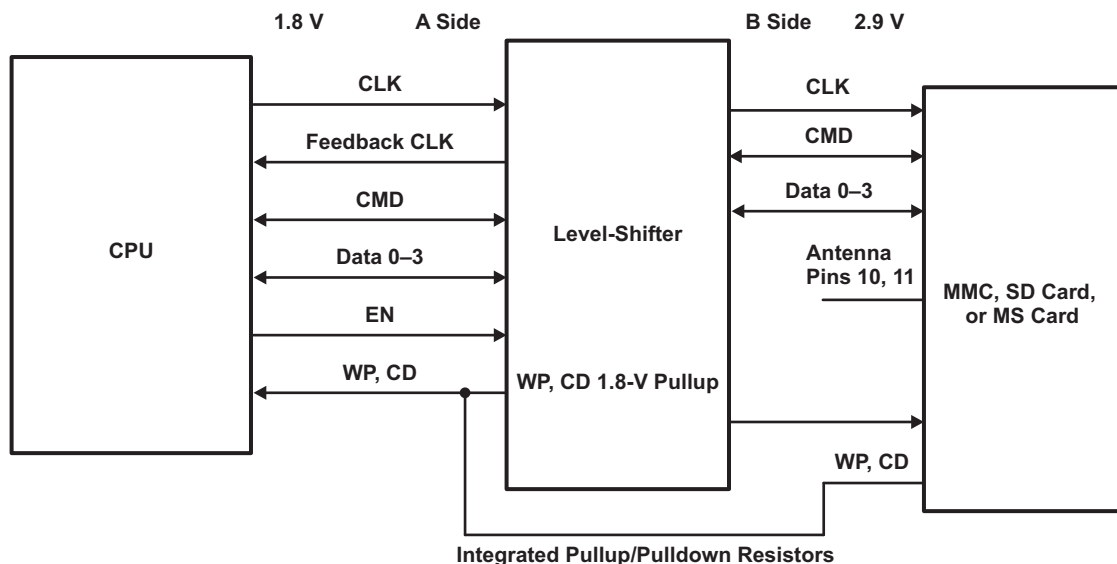 1.8 V A Side B Side 2.9 V
CLK
Feedback CLK
CMD
Data 0–3
EN
WP, CD
CPU
Level-Shifter
WP, CD 1.8-V Pullup
CLK
CMD
Data 0–3
Antenna
Pins 10, 11
WP, CD
MMC, SD Card,
or MS Card
Integrated Pullup/Pulldown Resistors